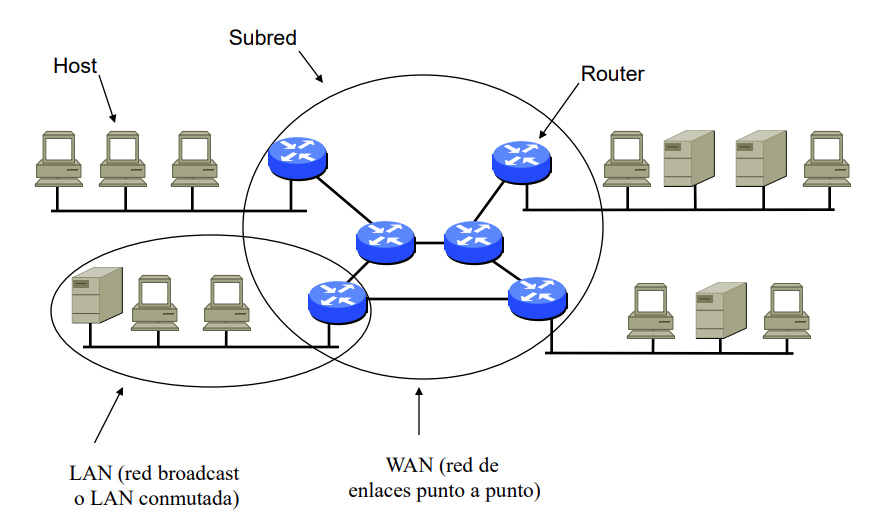 Subred
Host
Router
LAN (red broadcast
o LAN conmutada)
WAN (red de
enlaces punto a punto)